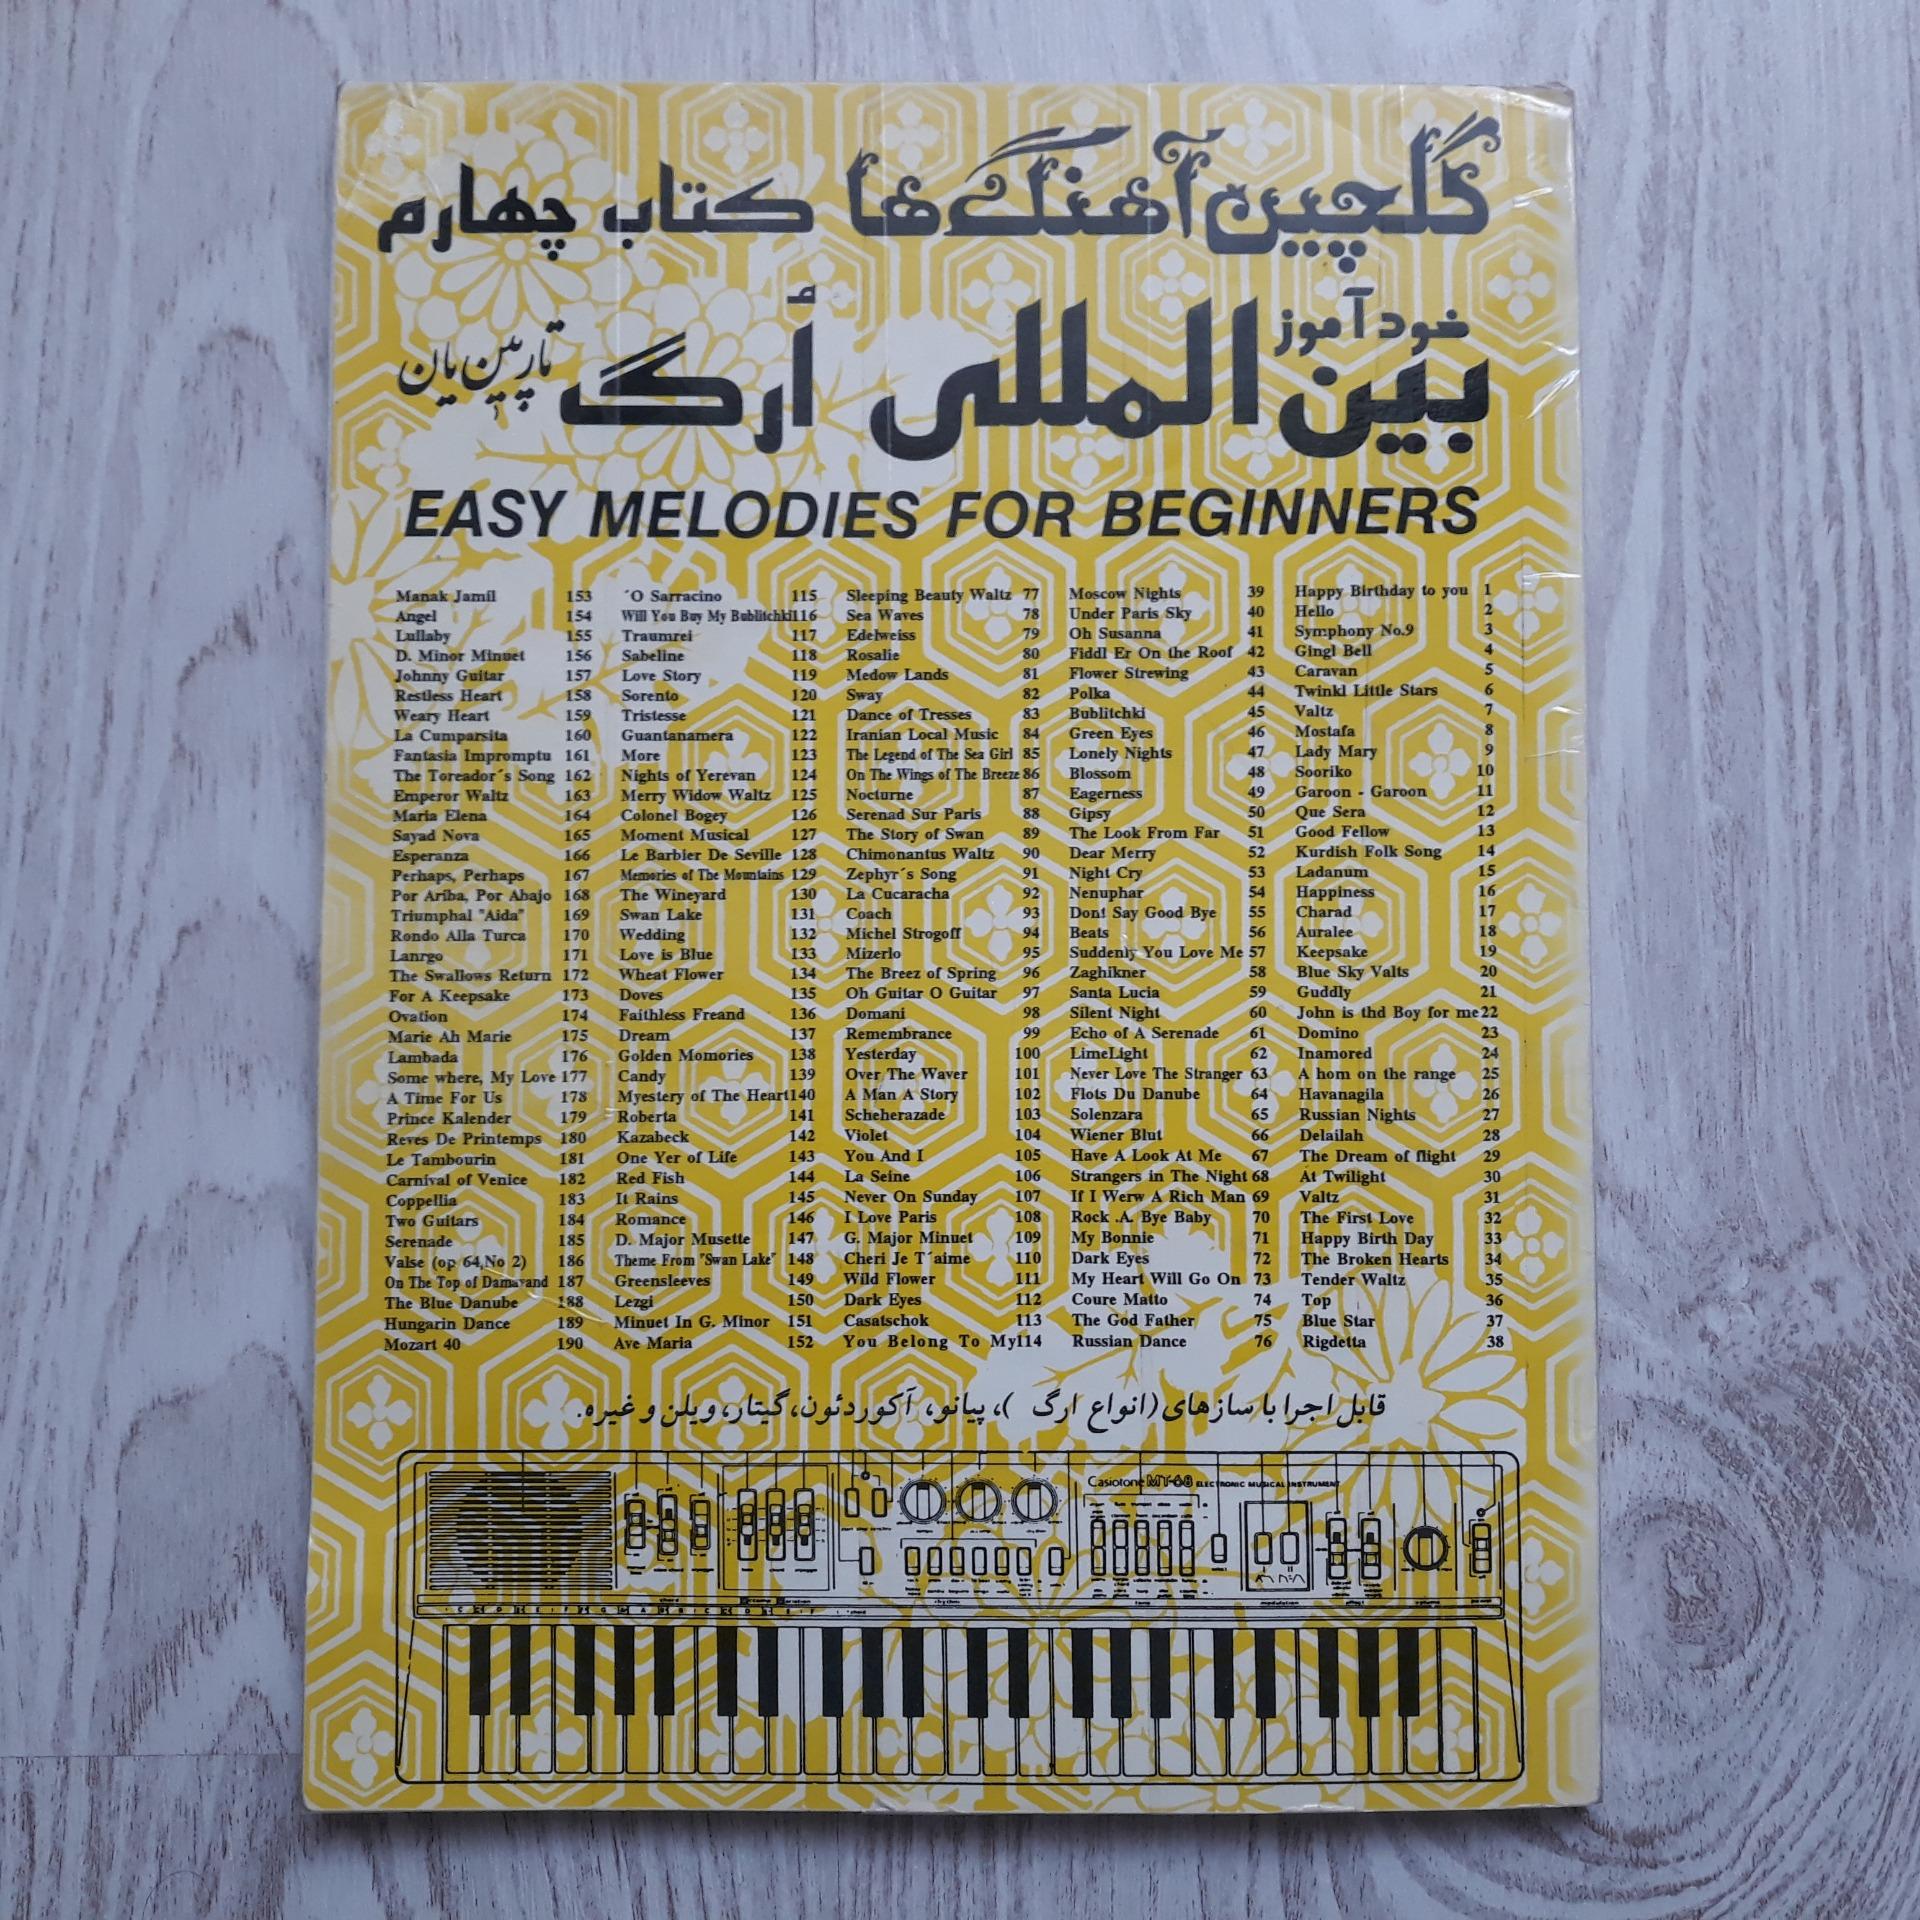 گلچین آهنگ ها کتاب چهارم
خودآموز
بین المللی اُرگ
EASY MELODIES FOR BEGINNERS
Manak Jamil 153
Angel 154
Lullaby 155
D. Minor Minuet 156
Johnny Guitar 157
Restless Heart 158
Weary Heart 159
La Cumparsita 160
Fantasia Impromptu 161
The Toreador´s Song 162
Emperor Waltz 163
Maria Elena 164
Sayad Nova 165
Esperanza 166
Perhaps, Perhaps 167
Por Ariba, Por Abajo 168
Triumphal "Aida" 169
Rondo Alla Turca 170
Lanrgo 171
The Swallows Return 172
For A Keepsake 173
Ovation 174
Marie Ah Marie 175
Lambada 176
Some where, My Love 177
A Time For Us 178
Prince Kalender 179
Reves De Printemps 180
Le Tambourin 181
Carnival of Venice 182
Coppellia 183
Two Guitars 184
Serenade 185
Valse (op 64,No 2) 186
On The Top of Damavand 187
The Blue Danube 188
Hungarin Dance 189
Mozart 40 190
´O Sarracino 115
Will You Buy My Bublitchki 116
Traumrei 117
Sabeline 118
Love Story 119
Sorento 120
Tristesse 121
Guantanamera 122
More 123
Nights of Yerevan 124
Merry Widow Waltz 125
Colonel Bogey 126
Moment Musical 127
Le Barbier De Seville 128
Memories of The Mountains 129
The Wineyard 130
Swan Lake 131
Wedding 132
Love is Blue 133
Wheat Flower 134
Doves 135
Faithless Freand 136
Dream 137
Golden Momories 138
Candy 139
Myestery of The Heart 140
Roberta 141
Kazabeck 142
One Yer of Life 143
Red Fish 144
It Rains 145
Romance 146
D. Major Musette 147
Theme From "Swan Lake" 148
Greensleeves 149
Lezgi 150
Minuet In G. Minor 151
Ave Maria 152
Sleeping Beauty Waltz 77
Sea Waves 78
Edelweiss 79
Rosalie 80
Medow Lands 81
Sway 82
Dance of Tresses 83
Iranian Local Music 84
The Legend of The Sea Girl 85
On The Wings of The Breeze 86
Nocturne 87
Serenad Sur Paris 88
The Story of Swan 89
Chimonantus Waltz 90
Zephyr´s Song 91
La Cucaracha 92
Coach 93
Michel Strogoff 94
Mizerlo 95
The Breez of Spring 96
Oh Guitar O Guitar 97
Domani 98
Remembrance 99
Yesterday 100
Over The Waver 101
A Man A Story 102
Scheherazade 103
Violet 104
You And I 105
La Seine 106
Never On Sunday 107
I Love Paris 108
G. Major Minuet 109
Cheri Je T´aime 110
Wild Flower 111
Dark Eyes 112
Casatschok 113
You Belong To My 114
Moscow Nights 39
Under Paris Sky 40
Oh Susanna 41
Fiddl Er On the Roof 42
Flower Strewing 43
Polka 44
Bublitchki 45
Green Eyes 46
Lonely Nights 47
Blossom 48
Eagerness 49
Gipsy 50
The Look From Far 51
Dear Merry 52
Night Cry 53
Nenuphar 54
Dont Say Good Bye 55
Beats 56
Suddenly You Love Me 57
Zaghikner 58
Santa Lucia 59
Silent Night 60
Echo of A Serenade 61
LimeLight 62
Never Love The Stranger 63
Flots Du Danube 64
Solenzara 65
Wiener Blut 66
Have A Look At Me 67
Strangers in The Night 68
If I Werw A Rich Man 69
Rock .A. Bye Baby 70
My Bonnie 71
Dark Eyes 72
My Heart Will Go On 73
Coure Matto 74
The God Father 75
Russian Dance 76
Happy Birthday to you 1
Hello 2
Symphony No.9 3
Gingl Bell 4
Caravan 5
Twinkl Little Stars 6
Valtz 7
Mostafa 8
Lady Mary 9
Sooriko 10
Garoon - Garoon 11
Que Sera 12
Good Fellow 13
Kurdish Folk Song 14
Ladanum 15
Happiness 16
Charad 17
Auralee 18
Keepsake 19
Blue Sky Valts 20
Guddly 21
John is thd Boy for me 22
Domino 23
Inamored 24
A hom on the range 25
Havanagila 26
Russian Nights 27
Delailah 28
The Dream of flight 29
At Twilight 30
Valtz 31
The First Love 32
Happy Birth Day 33
The Broken Hearts 34
Tender Waltz 35
Top 36
Blue Star 37
Rigdetta 38
قابل اجرا با سازهای (انواع ارگ )، پیانو، آکوردئون، گیتار، ویلن و غیره.
Casiotone MT-68 ELECTRONIC MUSICAL INSTRUMENT